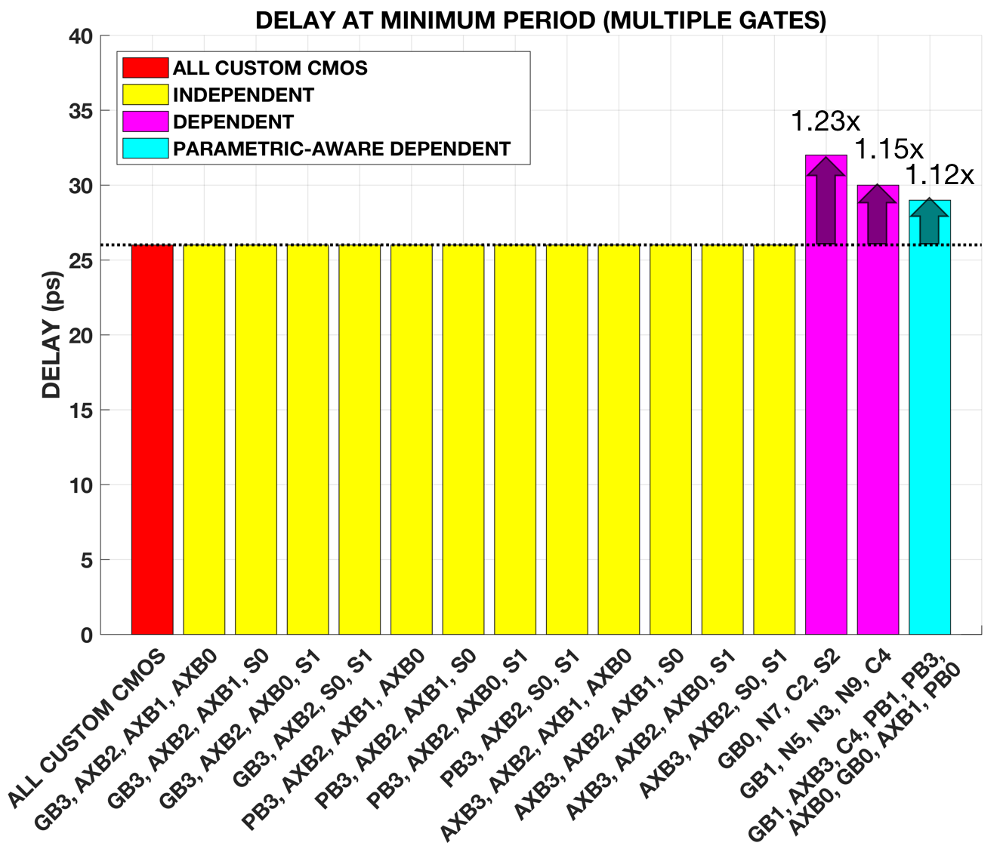 DELAY AT MINIMUM PERIOD (MULTIPLE GATES)
40
35
30
25
20
15
10
5
0
DELAY (ps)
ALL CUSTOM CMOS
INDEPENDENT
DEPENDENT
PARAMETRIC-AWARE DEPENDENT
1.23x
1.15x
1.12x
ALL CUSTOM CMOS
GB3, AXB2, AXB1, AXB0
GB3, AXB2, AXB1, S0
GB3, AXB2, AXB0, S1
GB3, AXB2, S0, S1
PB3, AXB2, AXB1, AXB0
PB3, AXB2, AXB1, S0
PB3, AXB2, AXB0, S1
PB3, AXB2, S0, S1
AXB3, AXB2, AXB1, AXB0
AXB3, AXB2, AXB1, S0
AXB3, AXB2, AXB0, S1
AXB3, AXB2, S0, S1
GB0, N7, C2, S2
GB1, N5, N3, N9, C4
GB1, AXB3, C4, PB1, PB3,
AXB0, GB0, AXB1, PB0